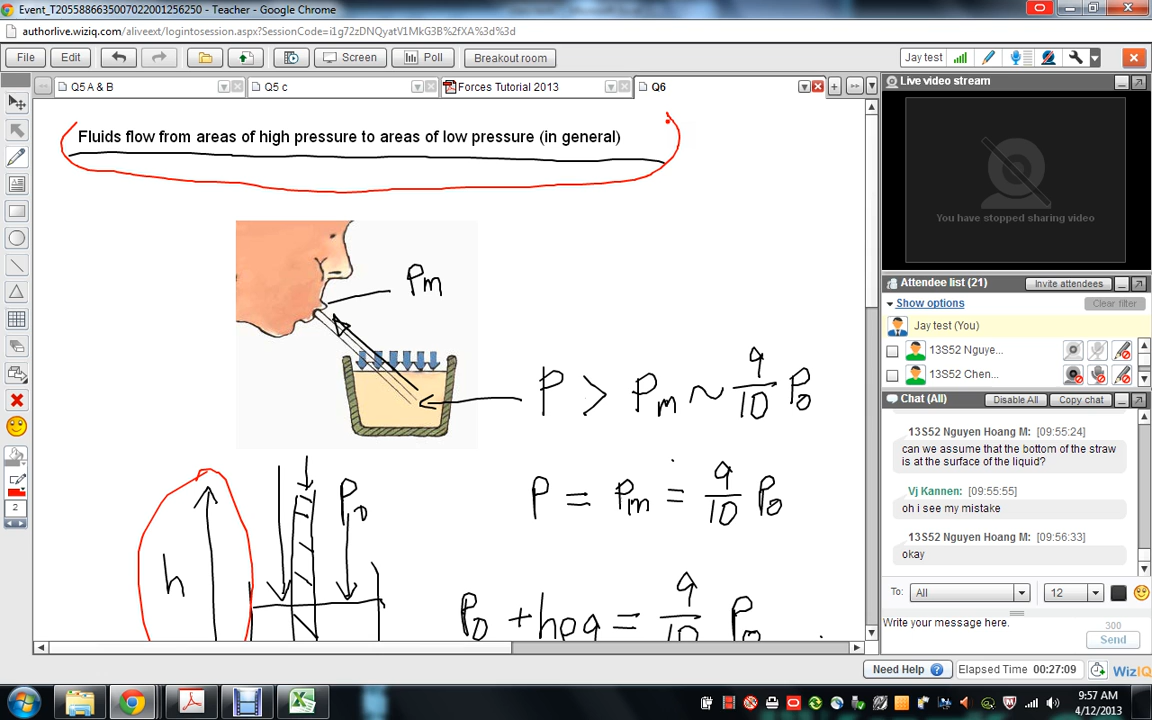 Event_T2055886635007022001256250 - Teacher - Google Chrome
authorlive.wiziq.com/aliveext/logintosession.aspx?SessionCode=i1g72zDNQyatV1MkG3B%2fXA%3d%3d
File Edit Screen Poll Breakout room Jay test
Q5 A & B Q5 c Forces Tutorial 2013 Q6
Fluids flow from areas of high pressure to areas of low pressure (in general)
Pm
P > Pm ~ 9/10 Po
P = Pm = 9/10 Po
Po
h
Po + hρg = 9/10 Po
Live video stream
You have stopped sharing video
Attendee list (21) Invite attendees
Show options Clear filter
Jay test (You)
13S52 Nguye...
13S52 Chen...
Chat (All) Disable All Copy chat
13S52 Nguyen Hoang M: [09:55:24]
can we assume that the bottom of the straw
is at the surface of the liquid?
Vj Kannen: [09:55:55]
oh i see my mistake
13S52 Nguyen Hoang M: [09:56:33]
okay
To: All 12
Write your message here. 300
Send
Need Help ? Elapsed Time 00:27:09 WizIQ
9:57 AM
4/12/2013
2